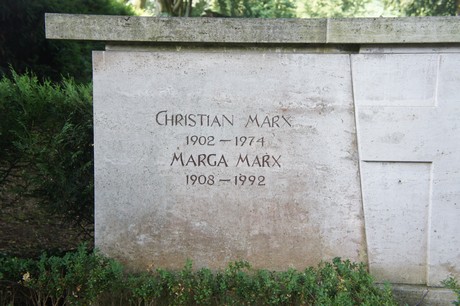 Christian Marx
1902 – 1974
Marga Marx
1908 – 1992